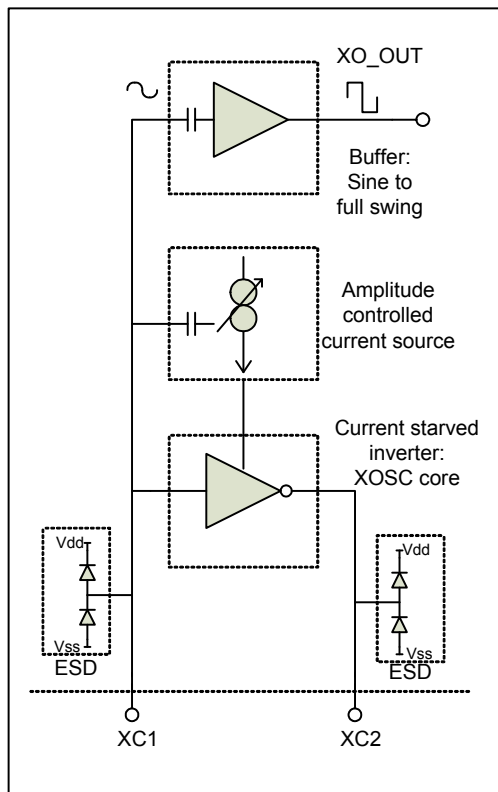 XO_OUT
Buffer:
Sine to
full swing
Amplitude
controlled
current source
Current starved
inverter:
XOSC core
Vdd
Vss
ESD
Vdd
Vss
ESD
XC1
XC2